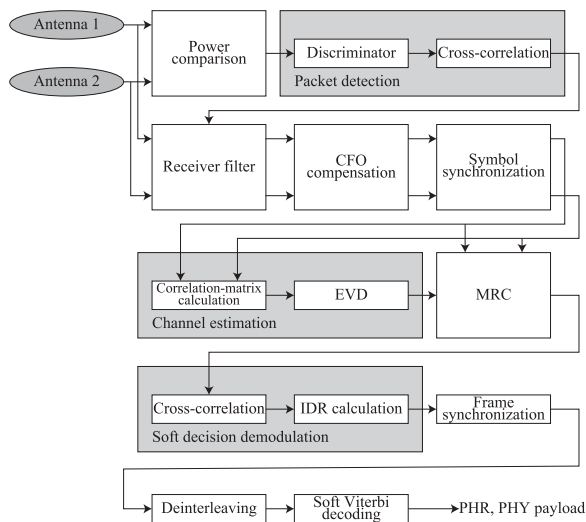 Antenna 1
Antenna 2
Power
comparison
Discriminator
Cross-correlation
Packet detection
Receiver filter
CFO
compensation
Symbol
synchronization
Correlation-matrix
calculation
EVD
MRC
Channel estimation
Cross-correlation
IDR calculation
Frame
synchronization
Soft decision demodulation
Deinterleaving
Soft Viterbi
decoding
PHR, PHY payload